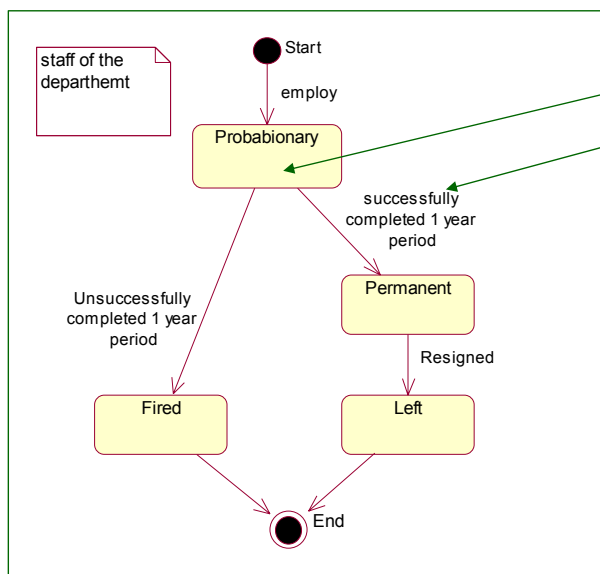 Start
staff of the
departhemt
employ
Probabionary
successfully
completed 1 year
period
Permanent
Unsuccessfully
completed 1 year
period
Resigned
Fired
Left
End